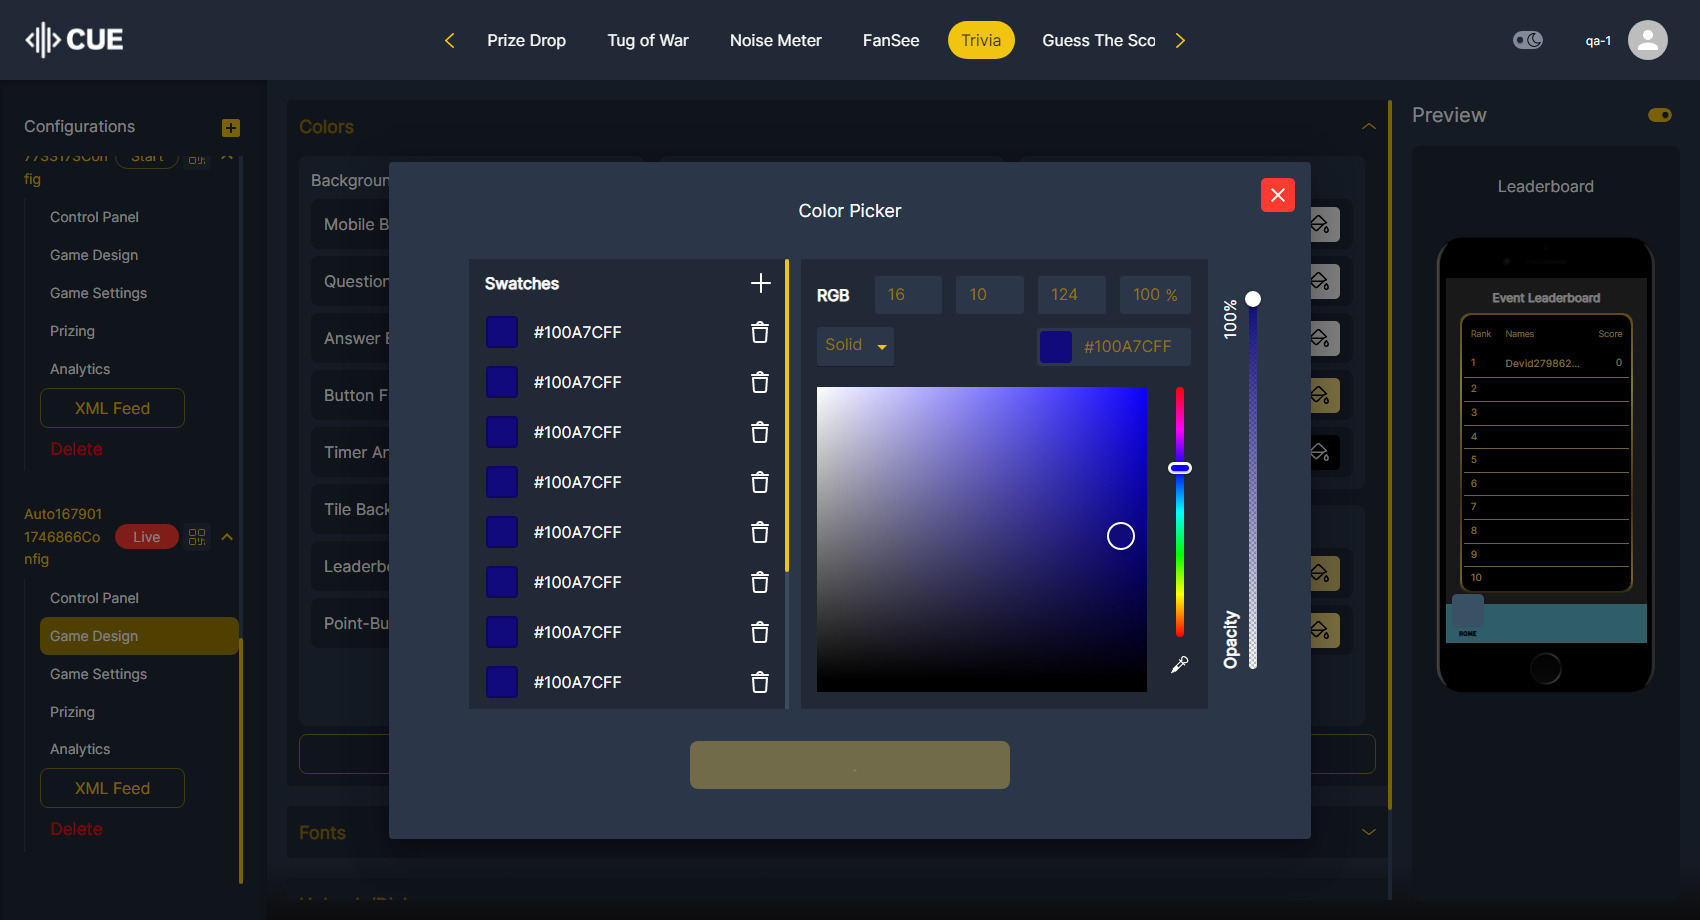 CUE
Prize Drop
Tug of War
Noise Meter
FanSee
Trivia
Guess The Sco
qa-1
Configurations
7733173Con
fig
Start
Control Panel
Game Design
Game Settings
Prizing
Analytics
XML Feed
Delete
Auto167901
1746866Co
nfig
Live
Control Panel
Game Design
Game Settings
Prizing
Analytics
XML Feed
Delete
Colors
Backgroun
Mobile B
Question
Answer B
Button F
Timer An
Tile Back
Leaderbo
Point-Bu
Fonts
Color Picker
Swatches
#100A7CFF
#100A7CFF
#100A7CFF
#100A7CFF
#100A7CFF
#100A7CFF
#100A7CFF
#100A7CFF
RGB
16
10
124
100 %
Solid
#100A7CFF
100%
Opacity
Preview
Leaderboard
Event Leaderboard
Rank Names Score
1 Devid279862... 0
2
3
4
5
6
7
8
9
10
HOME